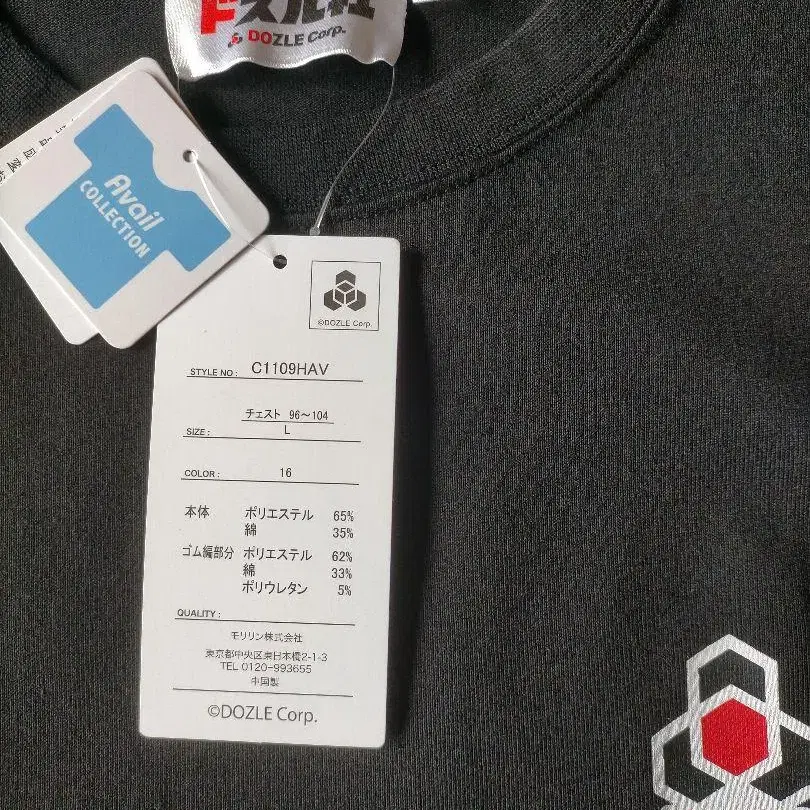 ドズル社
DOZLE Corp.
Avail
COLLECTION
©DOZLE Corp.
STYLE NO : C1109HAV
チェスト 96～104
SIZE : L
COLOR : 16
本体 ポリエステル 65%
綿 35%
ゴム編部分 ポリエステル 62%
綿 33%
ポリウレタン 5%
QUALITY :
モリリン株式会社
東京都中央区東日本橋2-1-3
TEL 0120-993655
中国製
©DOZLE Corp.